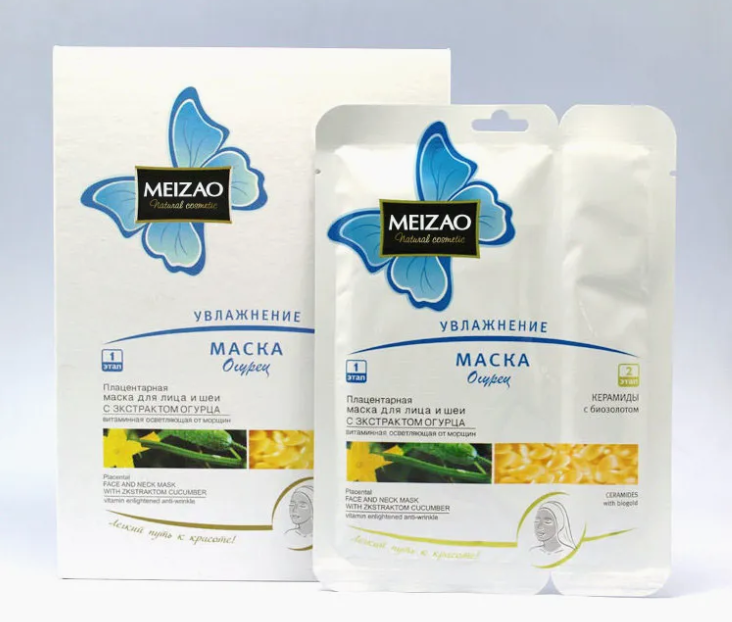 MEIZAO
Natural cosmetic
УВЛАЖНЕНИЕ
МАСКА
Огурец
1
этап
Плацентарная
маска для лица и шеи
С ЗКСТРАКТОМ ОГУРЦА
витаминная осветляющая от морщин
Placental
FACE AND NECK MASK
WITH ZKSTRAKTOM CUCUMBER
vitamin enlightened anti-wrinkle
Легкий путь к красоте!
MEIZAO
Natural cosmetic
УВЛАЖНЕНИЕ
МАСКА
Огурец
1
этап
Плацентарная
маска для лица и шеи
С ЗКСТРАКТОМ ОГУРЦА
витаминная осветляющая от морщин
Placental
FACE AND NECK MASK
WITH ZKSTRAKTOM CUCUMBER
vitamin enlightened anti-wrinkle
Легкий путь к красоте!
2
этап
КЕРАМИДЫ
с биозолотом
CERAMIDES
with biogold